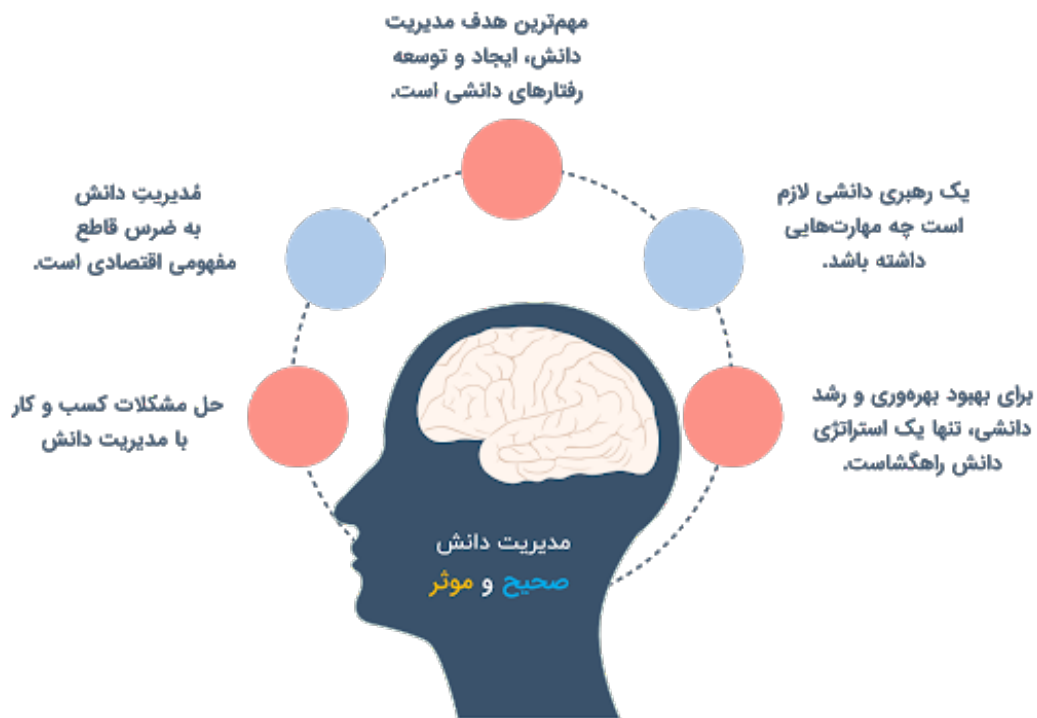 مهم‌ترین هدف مدیریت
دانش، ایجاد و توسعه
رفتارهای دانشی است.
یک رهبری دانشی لازم
است چه مهارت‌هایی
داشته باشد.
مُدیریتِ دانش
به ضرس قاطع
مفهومی اقتصادی است.
برای بهبود بهره‌وری و رشد
دانشی، تنها یک استراتژی
دانش راهگشاست.
حل مشکلات کسب و کار
با مدیریت دانش
مدیریت دانش
صحیح و موثر